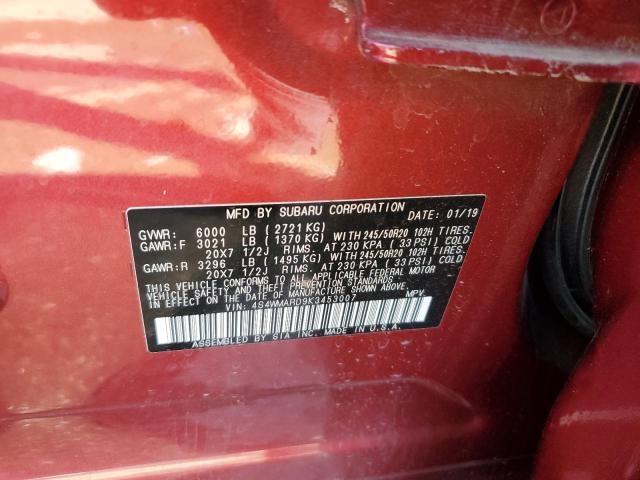 MFD BY SUBARU CORPORATION DATE: 01/19
GVWR: 6000 LB (2721 KG)
GAWR:F 3021 LB (1370 KG) WITH 245/50R20 102H TIRES.
20X7 1/2J RIMS. AT 230 KPA (33 PSI) COLD
GAWR:R 3296 LB (1495 KG) WITH 245/50R20 102H TIRES.
20X7 1/2J RIMS. AT 230 KPA (33 PSI) COLD
THIS VEHICLE CONFORMS TO ALL APPLICABLE FEDERAL MOTOR
VEHICLE SAFETY AND THEFT PREVENTION STANDARDS
IN EFFECT ON THE DATE OF MANUFACTURE SHOWN ABOVE.
VIN: 4S4WMARD9K3453007 MPV
ASSEMBLED BY SIA INC. MADE IN U.S.A.